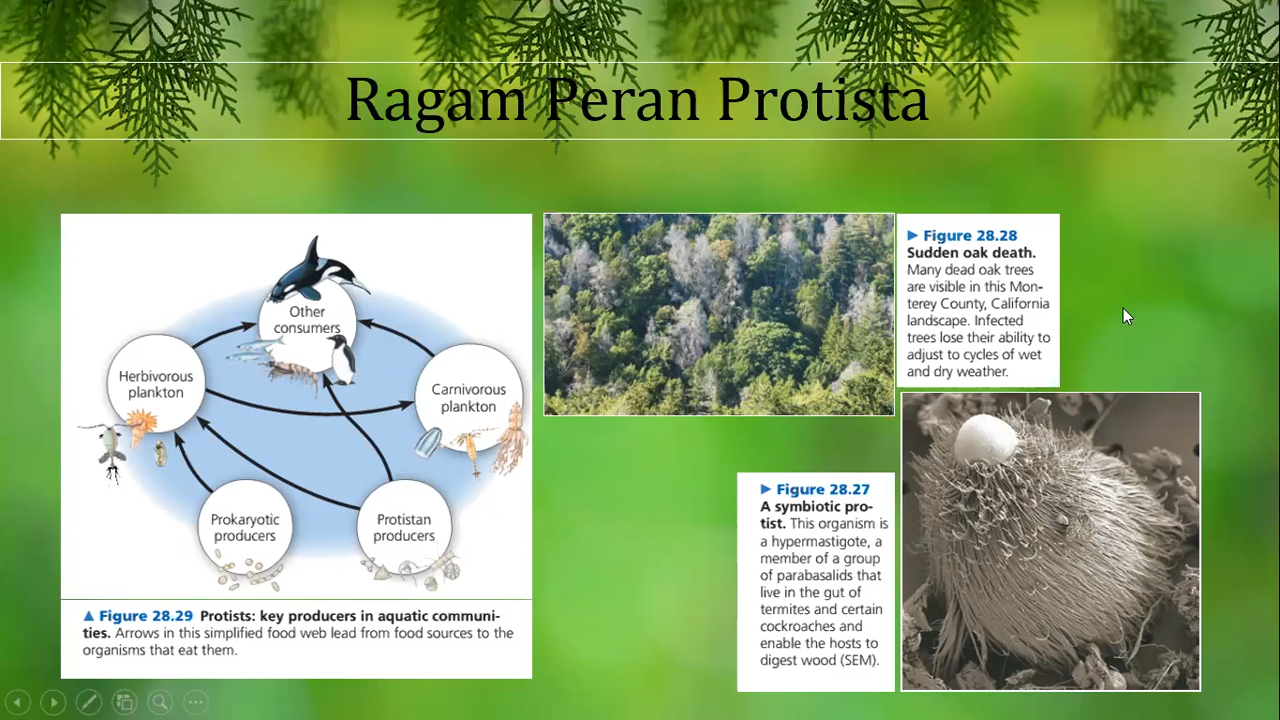 Ragam Peran Protista
Other
consumers
Herbivorous
plankton
Carnivorous
plankton
Prokaryotic
producers
Protistan
producers
▲ Figure 28.29 Protists: key producers in aquatic communi-
ties. Arrows in this simplified food web lead from food sources to the
organisms that eat them.
► Figure 28.28
Sudden oak death.
Many dead oak trees
are visible in this Mon-
terey County, California
landscape. Infected
trees lose their ability to
adjust to cycles of wet
and dry weather.
► Figure 28.27
A symbiotic pro-
tist. This organism is
a hypermastigote, a
member of a group
of parabasalids that
live in the gut of
termites and certain
cockroaches and
enable the hosts to
digest wood (SEM).